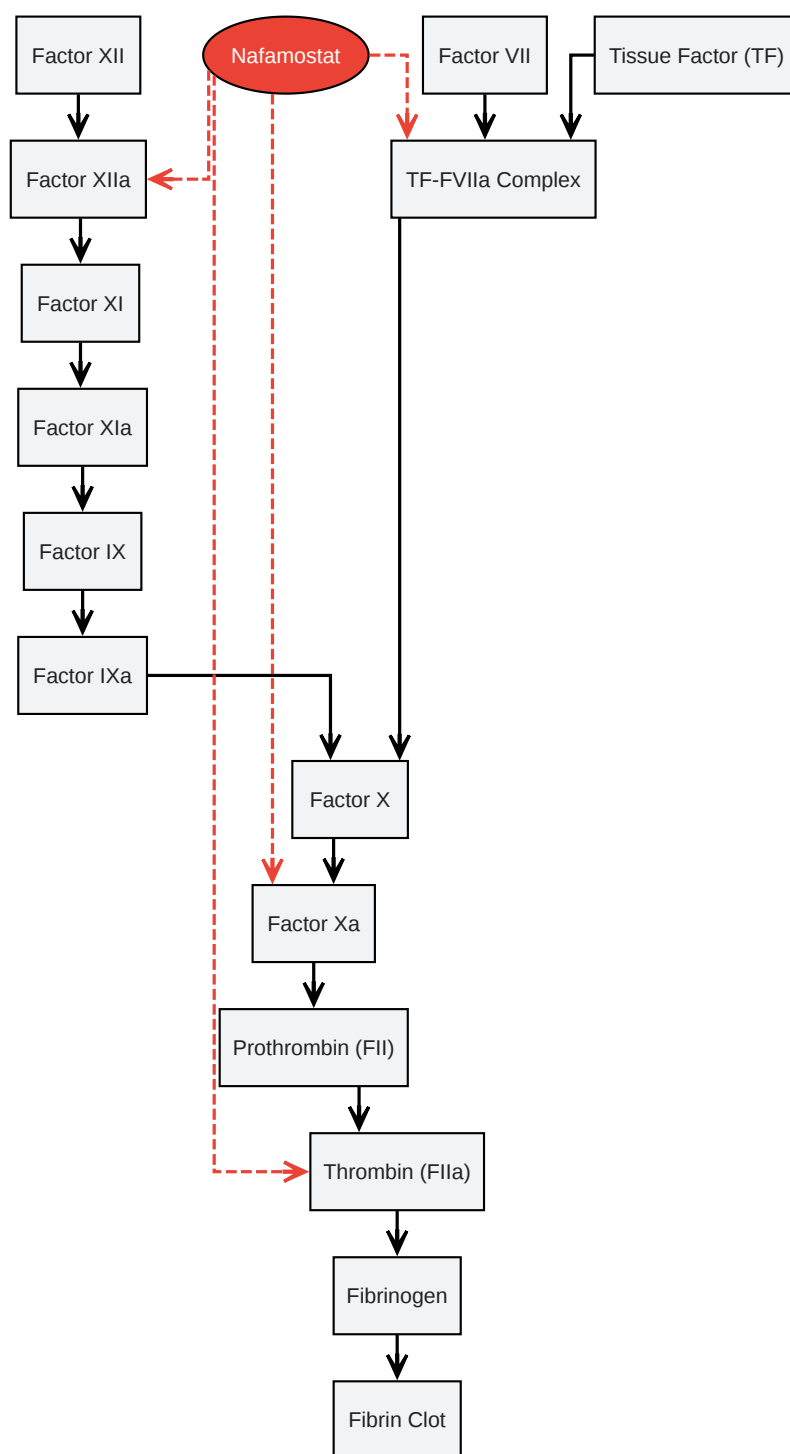 Factor XII
Nafamostat
Factor VII
Tissue Factor (TF)
Factor XIIa
TF-FVIIa Complex
Factor XI
Factor XIa
Factor IX
Factor IXa
Factor X
Factor Xa
Prothrombin (FII)
Thrombin (FIIa)
Fibrinogen
Fibrin Clot